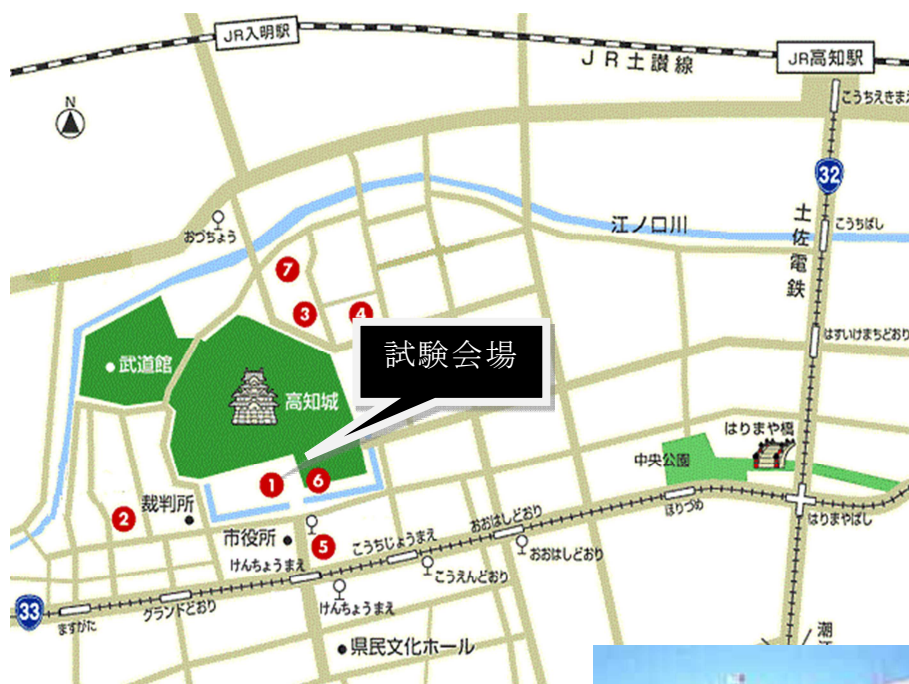 JR入明駅
JR土讃線
JR高知駅
こうちえきまえ
N
32
おづちょう
江ノ口川
土佐電鉄
こうちばし
7
3
4
試験会場
はすいけまちどおり
武道館
高知城
はりまや橋
中央公園
1
6
2
裁判所
ほりづめ
はりまやばし
市役所
5
こうちじょうまえ
おおはしどおり
おおはしどおり
けんちょうまえ
こうえんどおり
33
ますがた
グランドどおり
けんちょうまえ
県民文化ホール
潮